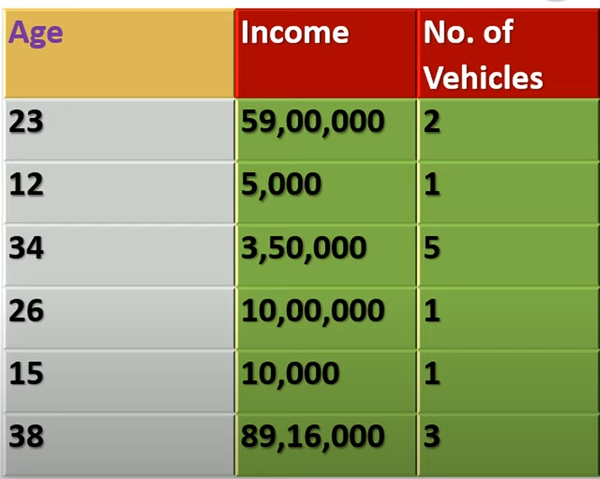 Age Income No. of
Vehicles
23 59,00,000 2
12 5,000 1
34 3,50,000 5
26 10,00,000 1
15 10,000 1
38 89,16,000 3